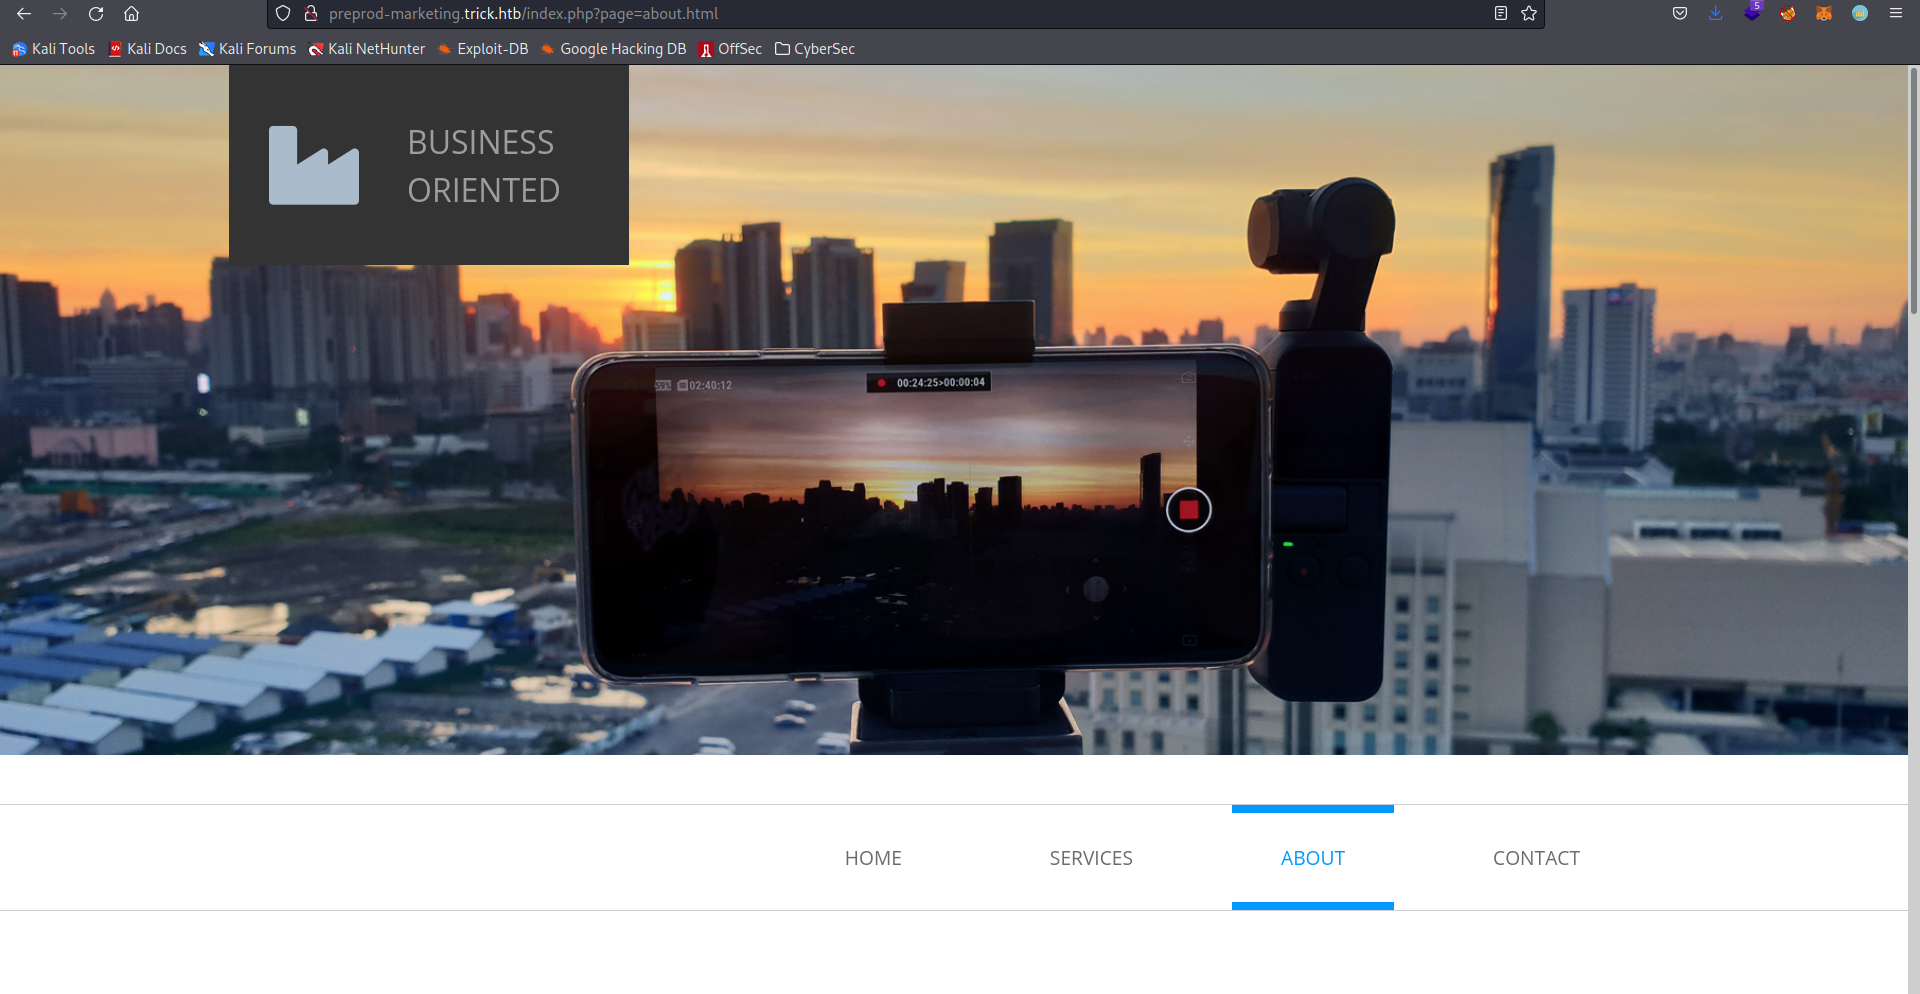 preprod-marketing.trick.htb/index.php?page=about.html
5
Kali Tools Kali Docs Kali Forums Kali NetHunter Exploit-DB Google Hacking DB OffSec CyberSec
BUSINESS
ORIENTED
59% 02:40:12
00:24:25>00:00:04
HOME SERVICES ABOUT CONTACT